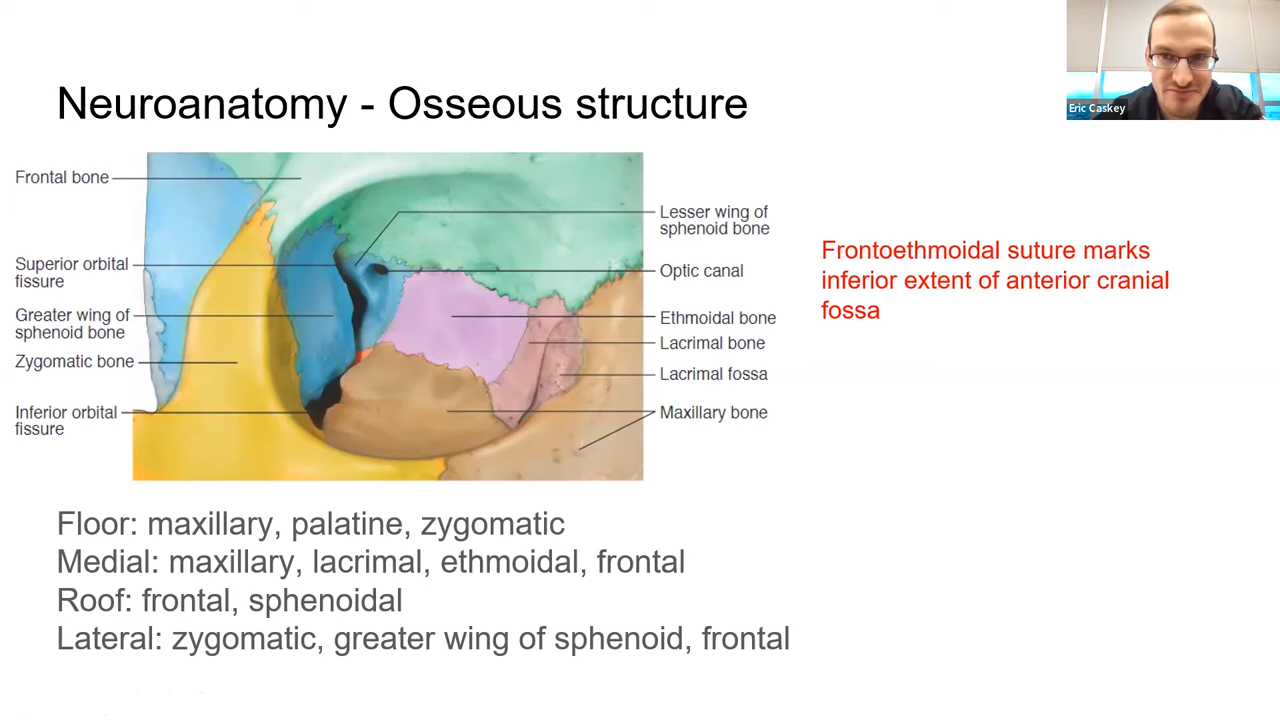 Eric Caskey
Neuroanatomy - Osseous structure
Frontal bone
Superior orbital
fissure
Greater wing of
sphenoid bone
Zygomatic bone
Inferior orbital
fissure
Lesser wing of
sphenoid bone
Optic canal
Ethmoidal bone
Lacrimal bone
Lacrimal fossa
Maxillary bone
Frontoethmoidal suture marks
inferior extent of anterior cranial
fossa
Floor: maxillary, palatine, zygomatic
Medial: maxillary, lacrimal, ethmoidal, frontal
Roof: frontal, sphenoidal
Lateral: zygomatic, greater wing of sphenoid, frontal